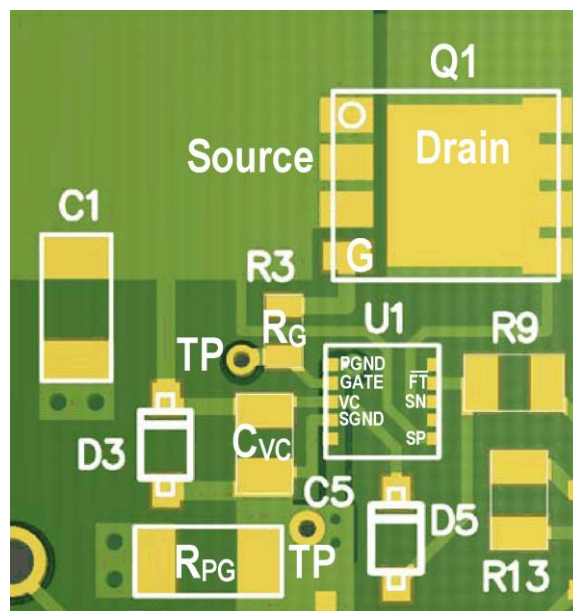 Q1
Source
Drain
C1
G
R3
RG
U1
R9
TP
PGND
GATE
FT
VC
SN
SGND
SP
D3
CVC
C5
D5
RPG
TP
R13